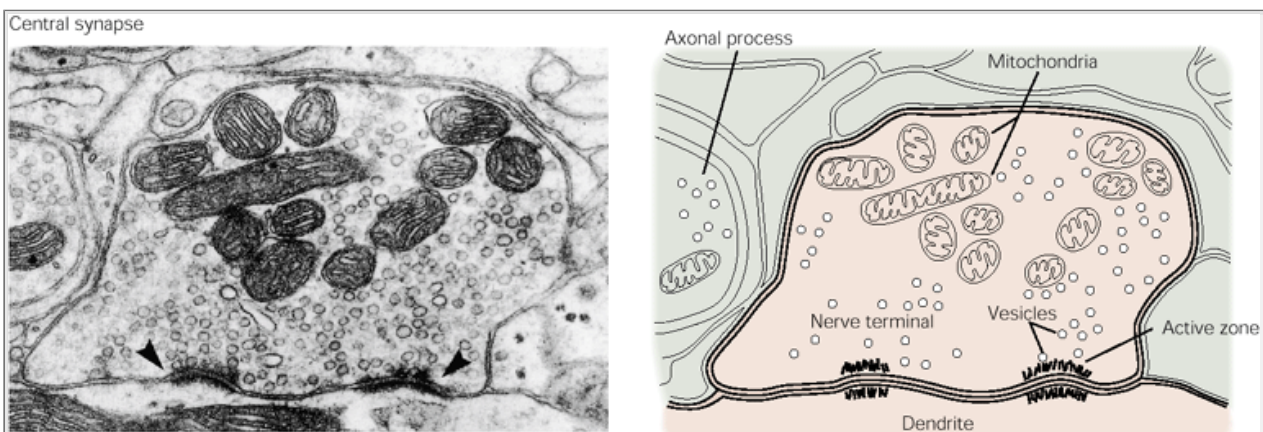 Central synapse
Axonal process
Mitochondria
Nerve terminal
Vesicles
Active zone
Dendrite